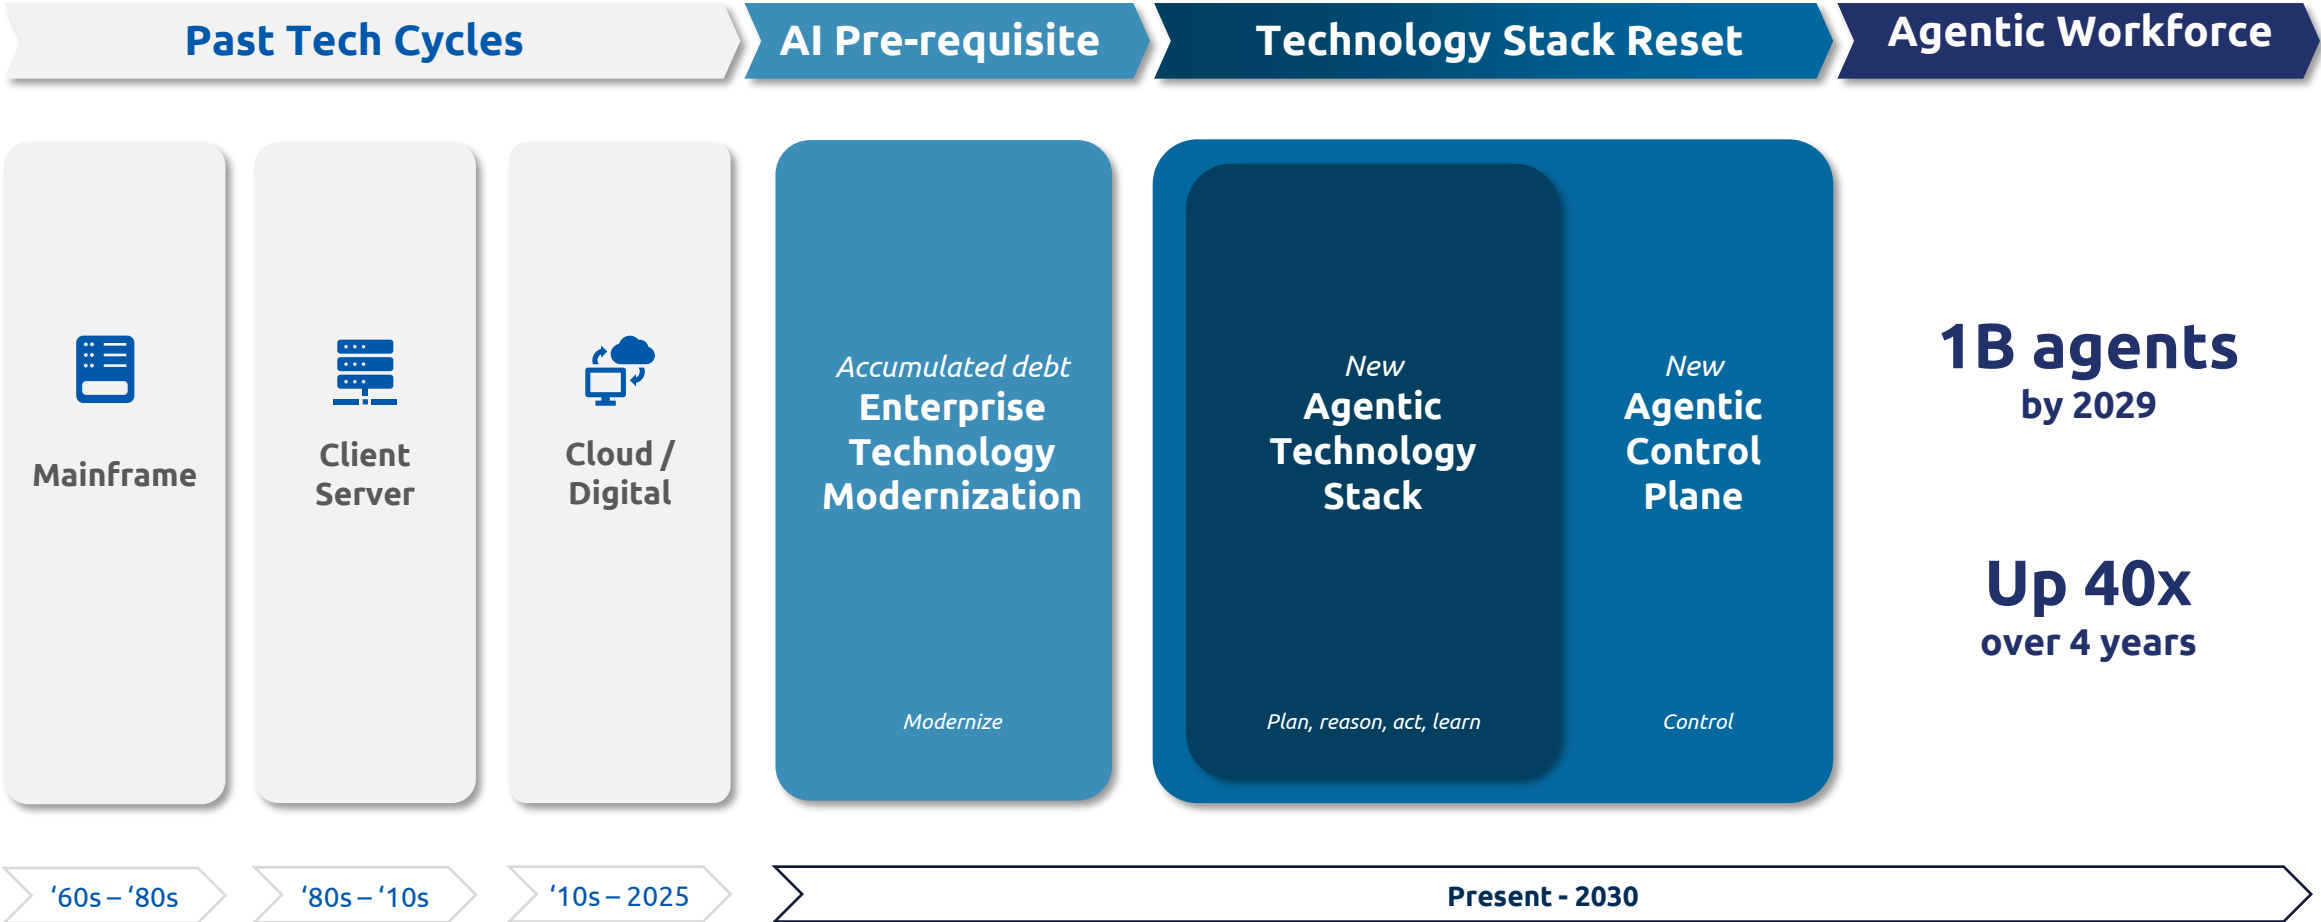 Past Tech Cycles
AI Pre-requisite
Technology Stack Reset
Agentic Workforce
Mainframe
Client
Server
Cloud /
Digital
Accumulated debt
Enterprise
Technology
Modernization
Modernize
New
Agentic
Technology
Stack
Plan, reason, act, learn
New
Agentic
Control
Plane
Control
1B agents
by 2029
Up 40x
over 4 years
‘60s – ‘80s
‘80s – ‘10s
‘10s – 2025
Present - 2030